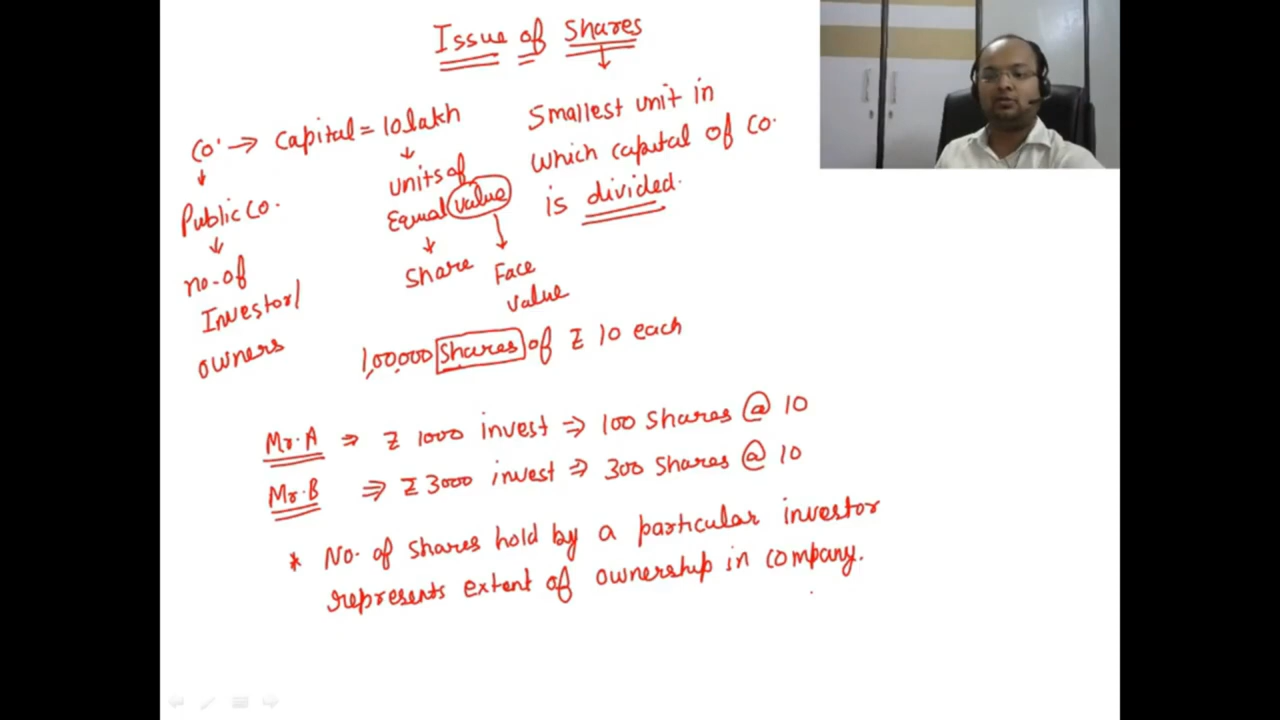 Issue of Shares
Co. → Capital = 10 lakh
↓
Public Co.
↓
no. of
Investor/
owners
↓
units of
Equal value
↓
Share
Face
value
↓
Smallest unit in
which capital of Co.
is divided.
1,00,000 Shares of ₹ 10 each
Mr. A ⇒ ₹ 1000 invest ⇒ 100 Shares @ 10
Mr. B ⇒ ₹ 3000 invest ⇒ 300 Shares @ 10
* No. of shares hold by a particular investor
represents extent of ownership in company.